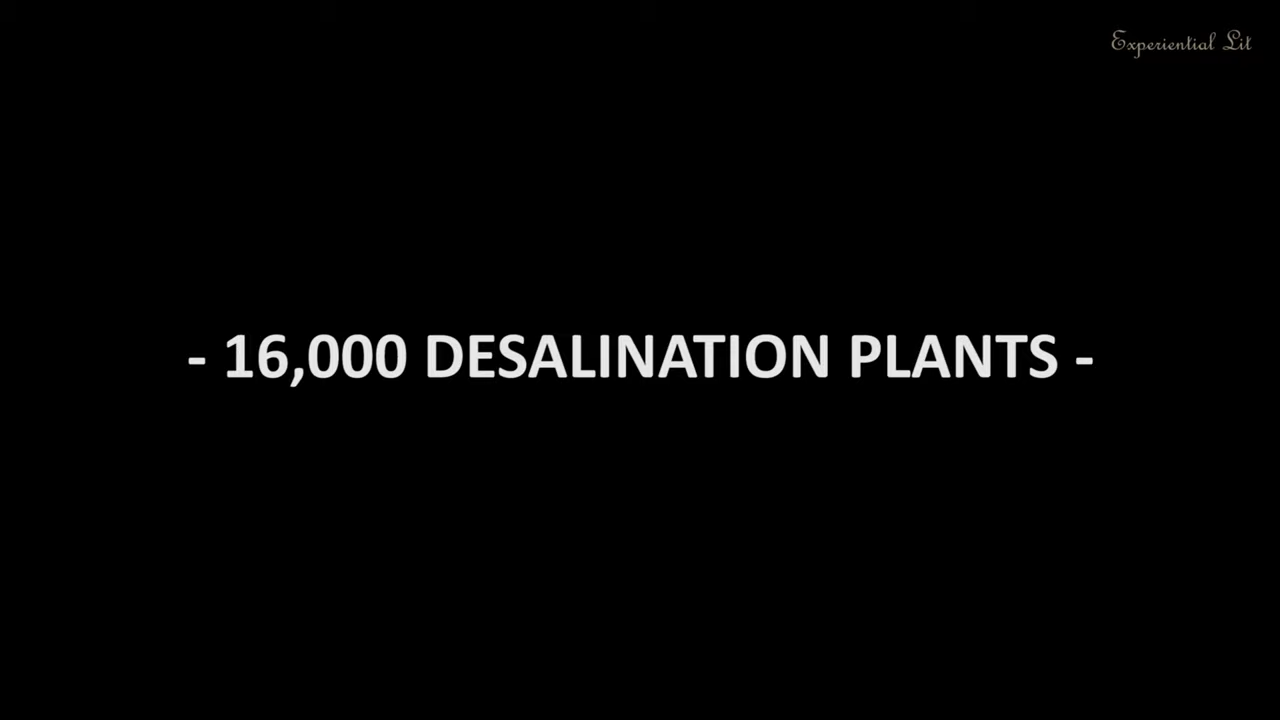 Experiential Lit
- 16,000 DESALINATION PLANTS -